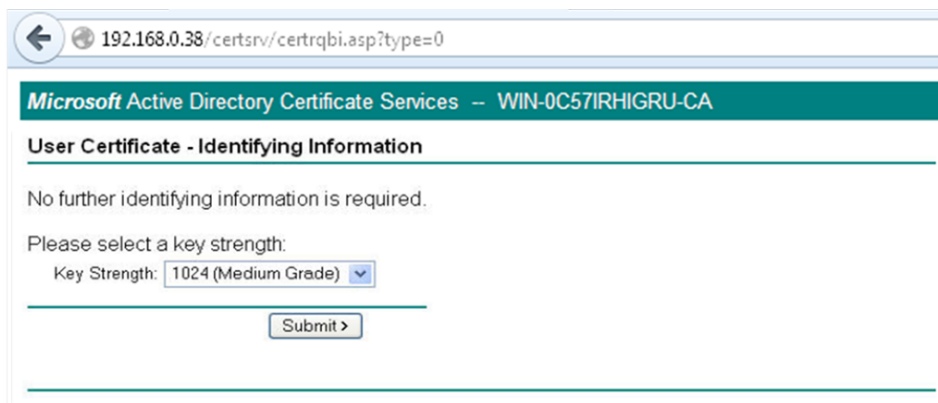 192.168.0.38/certsrv/certrqbi.asp?type=0
Microsoft Active Directory Certificate Services -- WIN-0C57IRHIGRU-CA
User Certificate - Identifying Information
No further identifying information is required.
Please select a key strength:
Key Strength: 1024 (Medium Grade)
Submit >